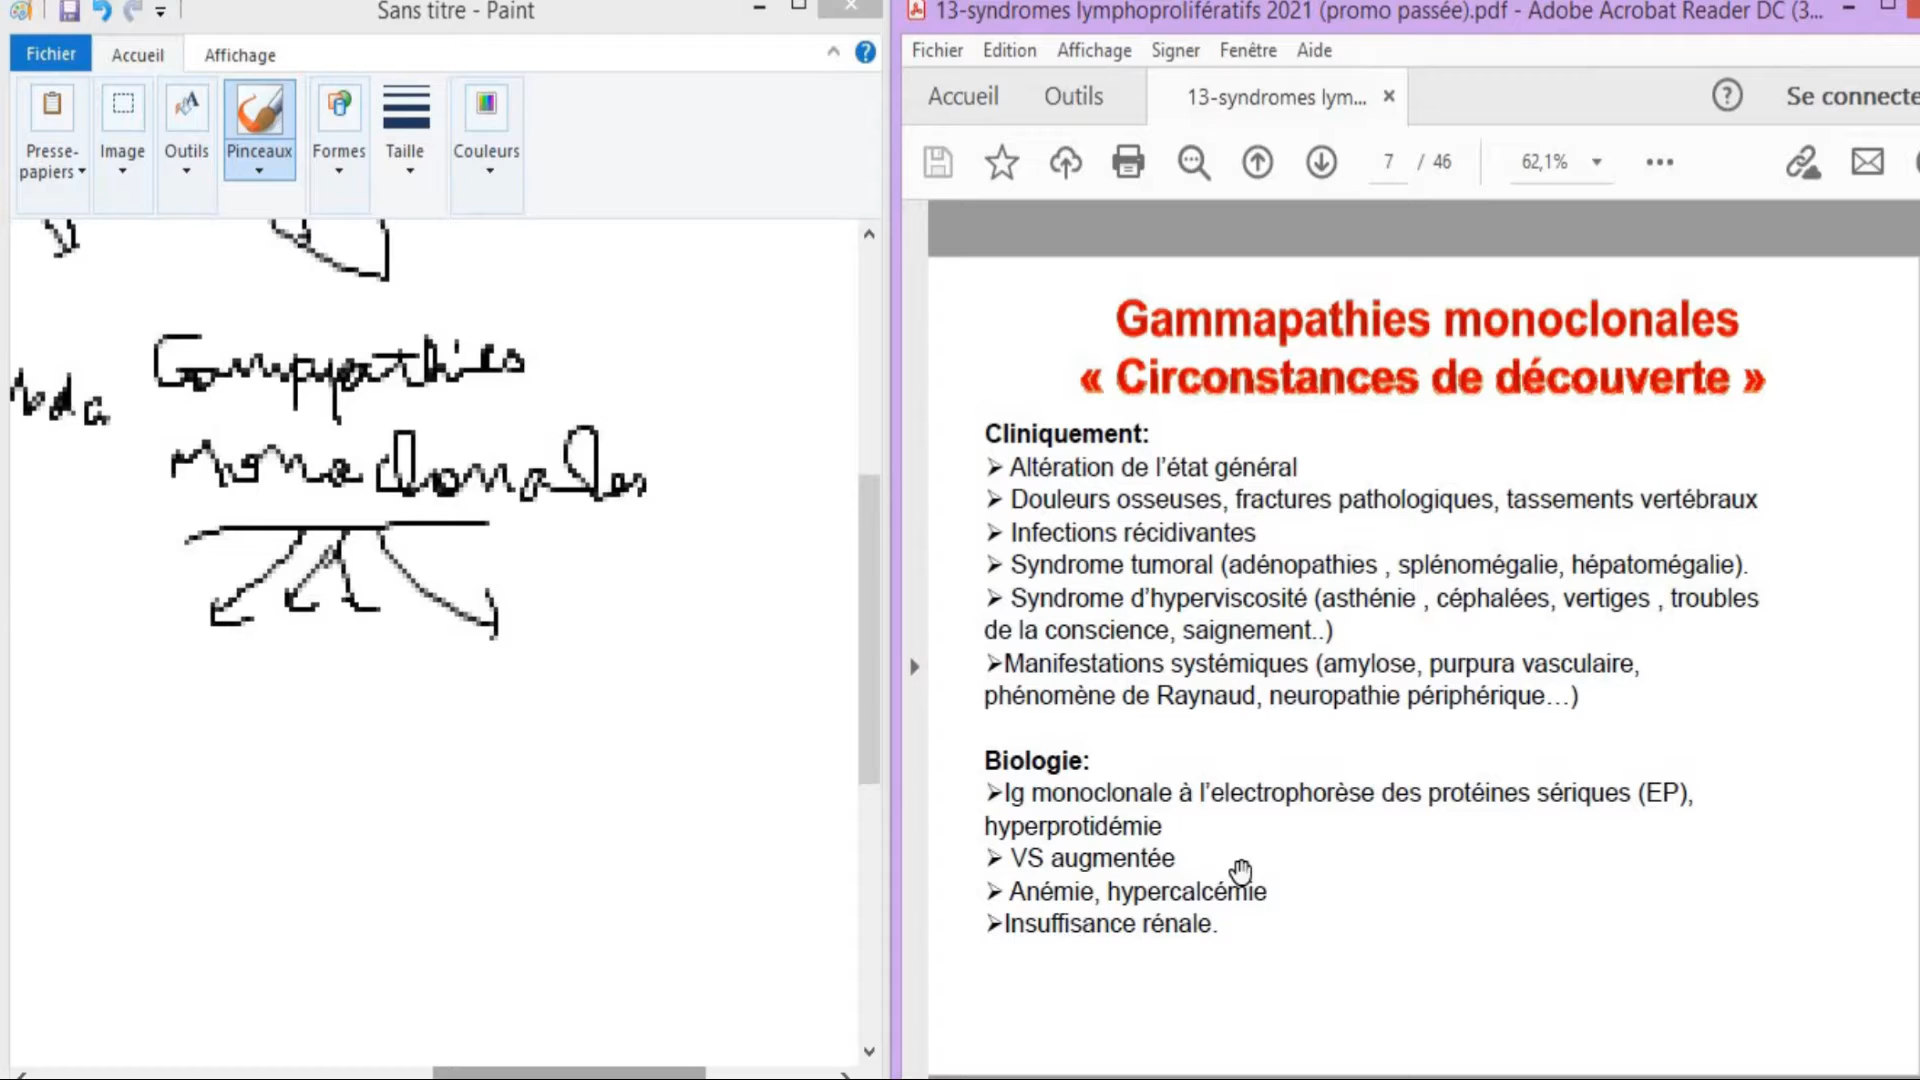 Sans titre - Paint
Fichier
Accueil
Affichage
Presse-
papiers
Image
Outils
Pinceaux
Formes
Taille
Couleurs
Gampathies
monoclonales
13-syndromes lymphoprolifératifs 2021 (promo passée).pdf - Adobe Acrobat Reader DC (3...
Fichier Edition Affichage Signer Fenêtre Aide
Accueil
Outils
13-syndromes lym...
Se connecte
7 / 46
62,1%
Gammapathies monoclonales
« Circonstances de découverte »
Cliniquement:
➢ Altération de l'état général
➢ Douleurs osseuses, fractures pathologiques, tassements vertébraux
➢ Infections récidivantes
➢ Syndrome tumoral (adénopathies , splénomégalie, hépatomégalie).
➢ Syndrome d'hyperviscosité (asthénie , céphalées, vertiges , troubles
de la conscience, saignement..)
➢Manifestations systémiques (amylose, purpura vasculaire,
phénomène de Raynaud, neuropathie périphérique…)
Biologie:
➢Ig monoclonale à l'electrophorèse des protéines sériques (EP),
hyperprotidémie
➢ VS augmentée
➢ Anémie, hypercalcémie
➢Insuffisance rénale.